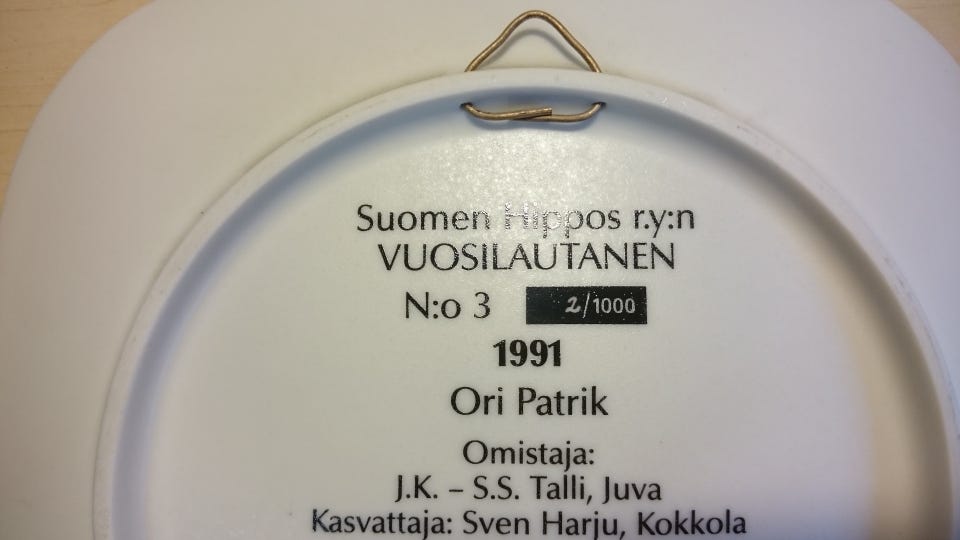 Suomen Hippos r.y:n
VUOSILAUTANEN
N:o 3 2/1000
1991
Ori Patrik
Omistaja:
J.K. – S.S. Talli, Juva
Kasvattaja: Sven Harju, Kokkola